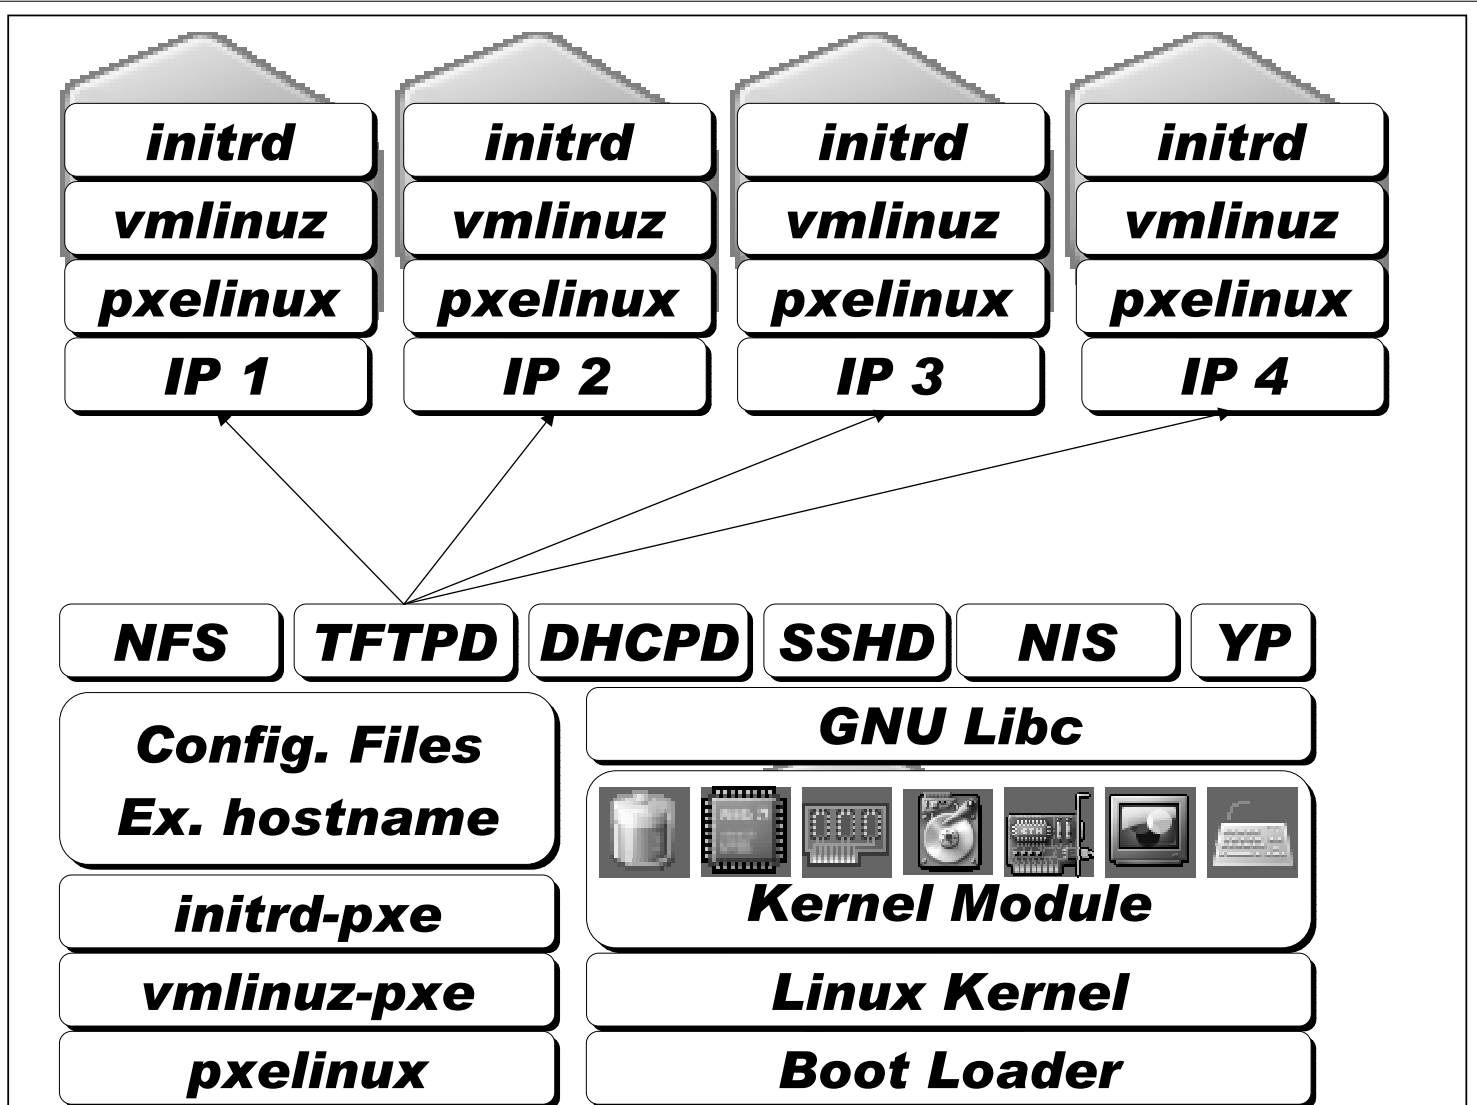 initrd initrd initrd initrd
vmlinuz vmlinuz vmlinuz vmlinuz
pxelinux pxelinux pxelinux pxelinux
IP 1 IP 2 IP 3 IP 4
NFS TFTPD DHCPD SSHD NIS YP
Config. Files
Ex. hostname
initrd-pxe
vmlinuz-pxe
pxelinux
GNU Libc
Kernel Module
Linux Kernel
Boot Loader